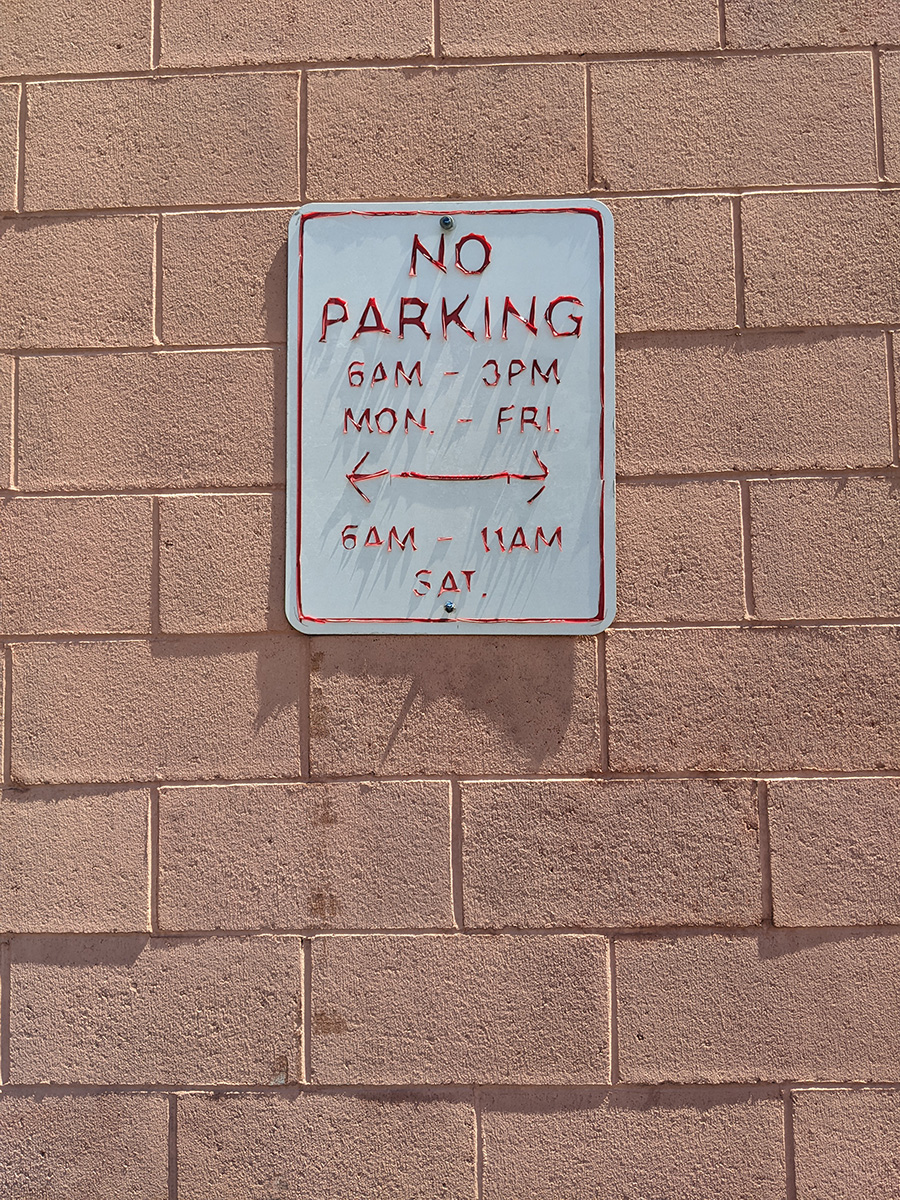 NO
PARKING
6AM - 3PM
MON. - FRI.
6AM - 11AM
SAT.